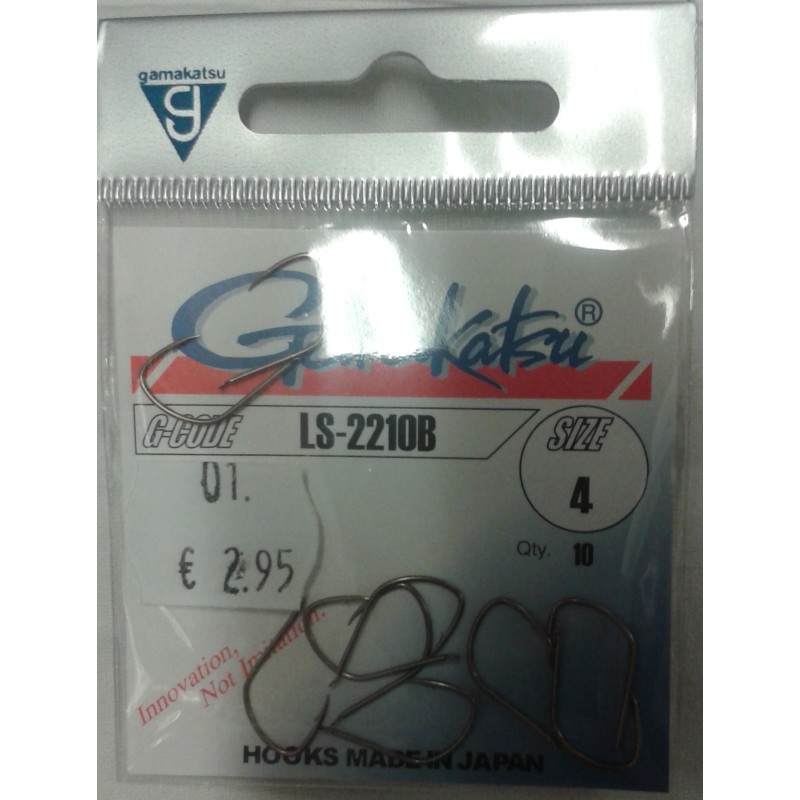 gamakatsu
g
Gamakatsu®
G-CODE LS-2210B
SIZE
4
01.
Qty. 10
€ 2.95
Innovation,
Not Imitation.
HOOKS MADE IN JAPAN